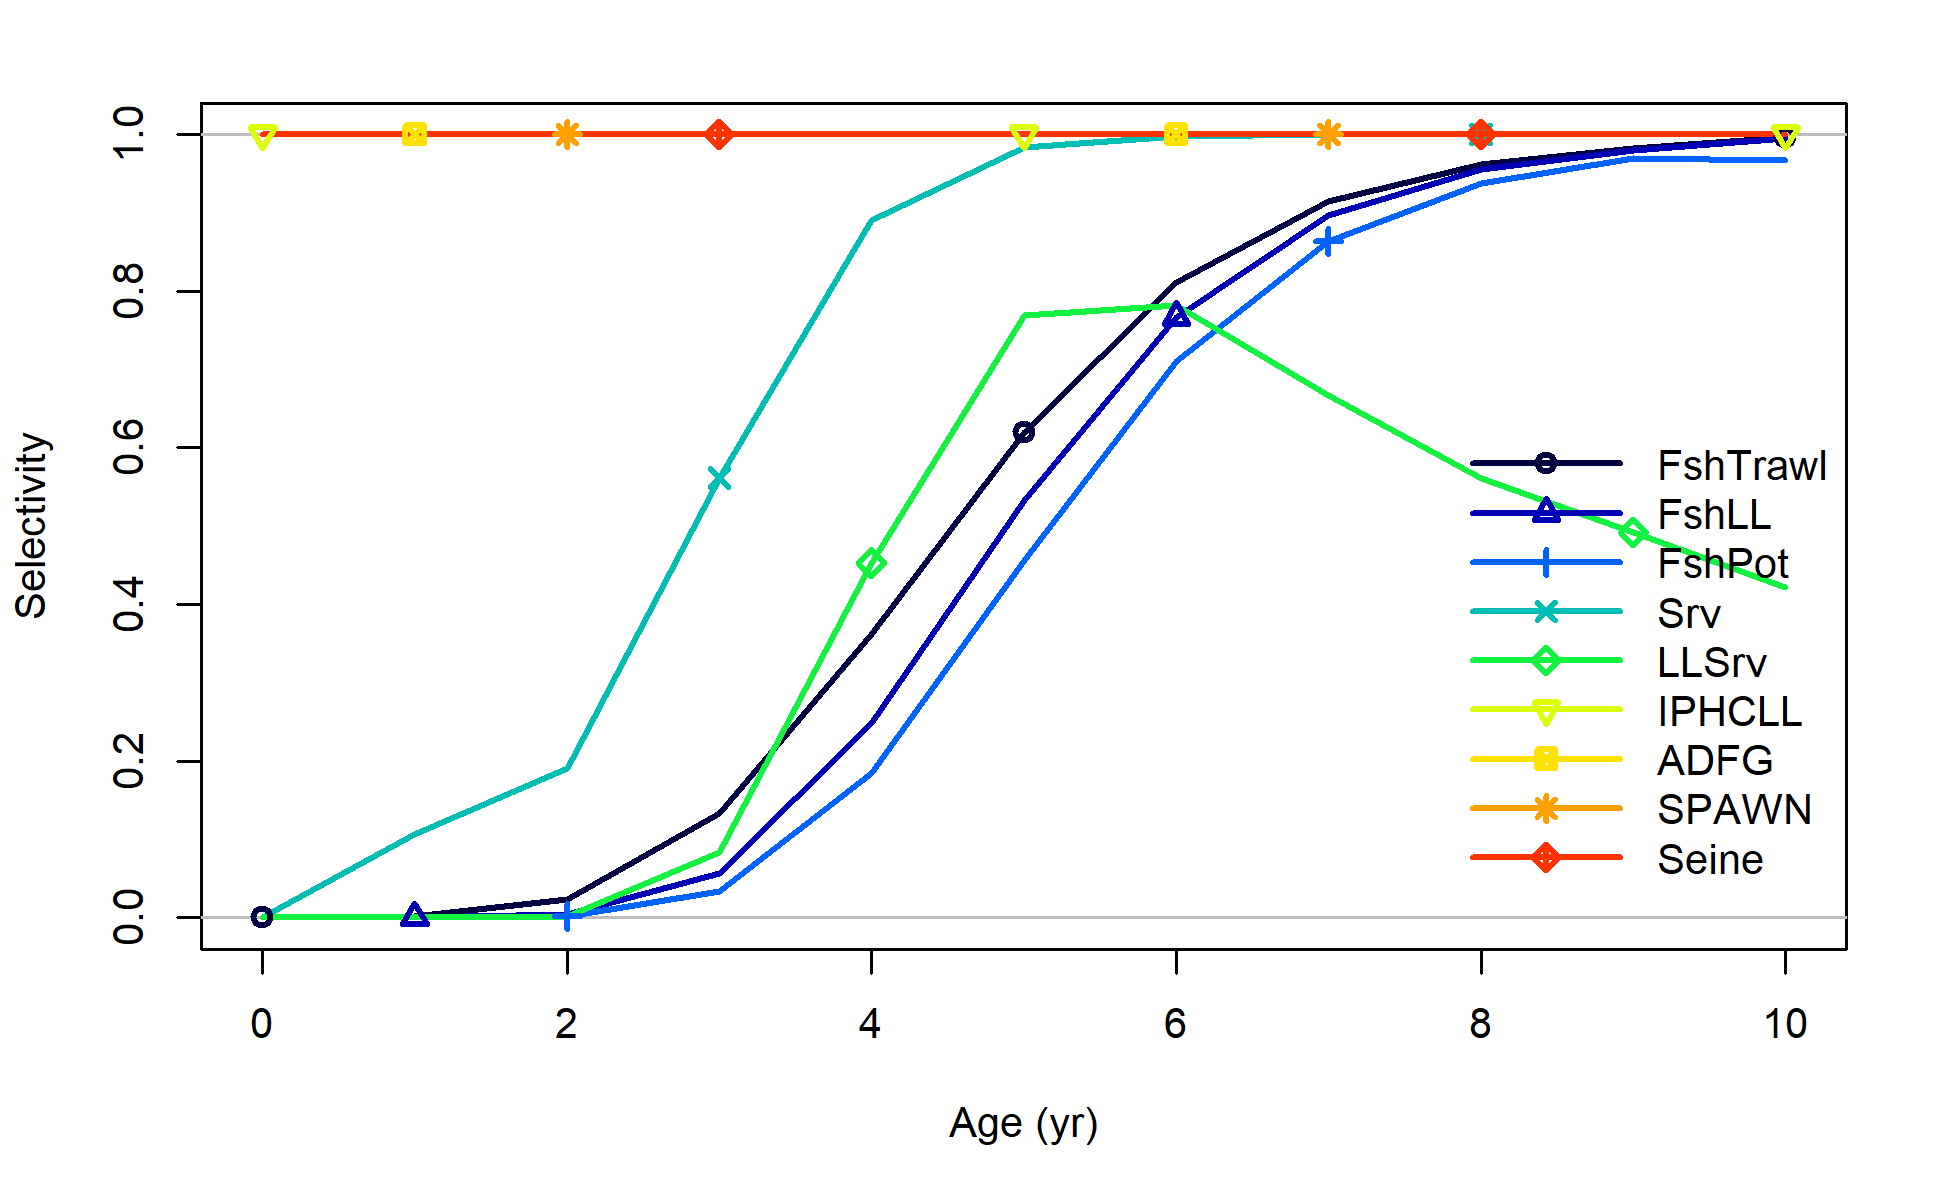 Selectivity
1.0
0.8
0.6
0.4
0.2
0.0
FshTrawl
FshLL
FshPot
Srv
LLSrv
IPHCLL
ADFG
SPAWN
Seine
0 2 4 6 8 10
Age (yr)